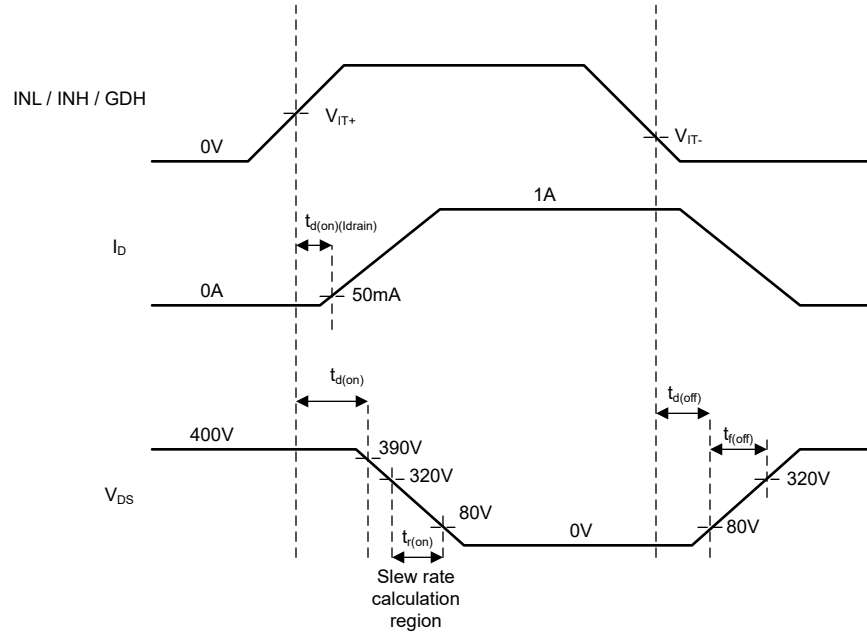 INL / INH / GDH
V_IT+
V_IT-
0V
1A
t_d(on)(Idrain)
I_D
0A
50mA
t_d(on)
t_d(off)
400V
t_f(off)
390V
320V
320V
V_DS
80V
0V
80V
t_r(on)
Slew rate
calculation
region